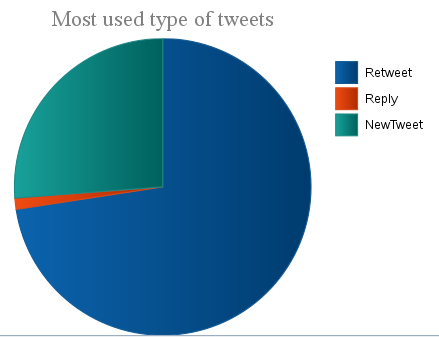 Most used type of tweets
Retweet
Reply
NewTweet